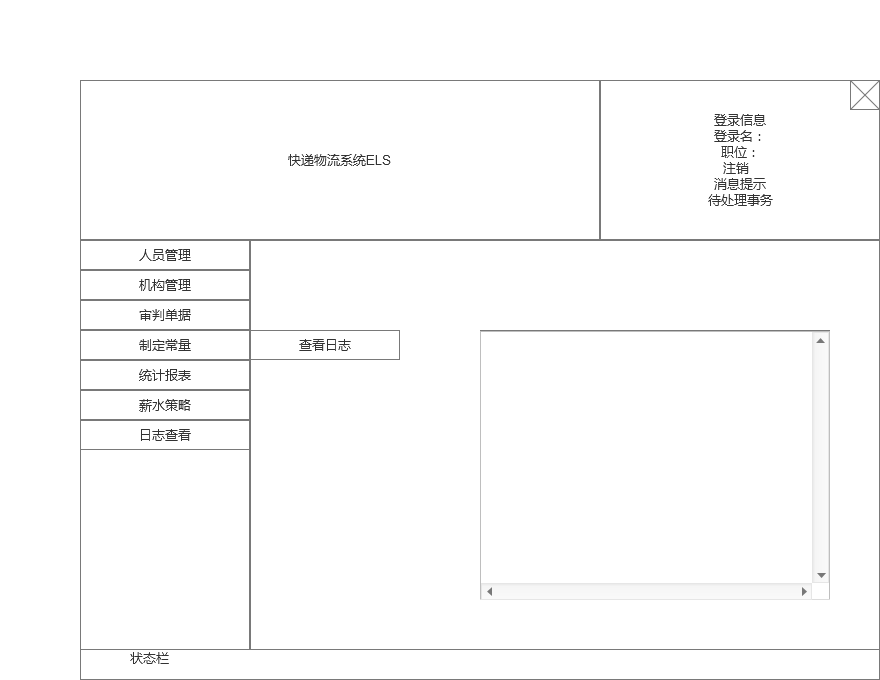 快递物流系统ELS
登录信息
登录名：
职位：
注销
消息提示
待处理事务
人员管理
机构管理
审判单据
制定常量
查看日志
统计报表
薪水策略
日志查看
状态栏